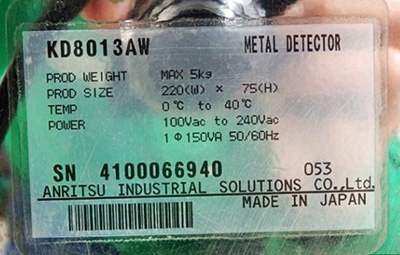 KD8013AW METAL DETECTOR
PROD WEIGHT MAX 5kg
PROD SIZE 220(W) × 75(H)
TEMP 0℃ to 40℃
POWER 100Vac to 240Vac
1Φ150VA 50/60Hz
SN 4100066940 053
ANRITSU INDUSTRIAL SOLUTIONS CO.,Ltd.
MADE IN JAPAN